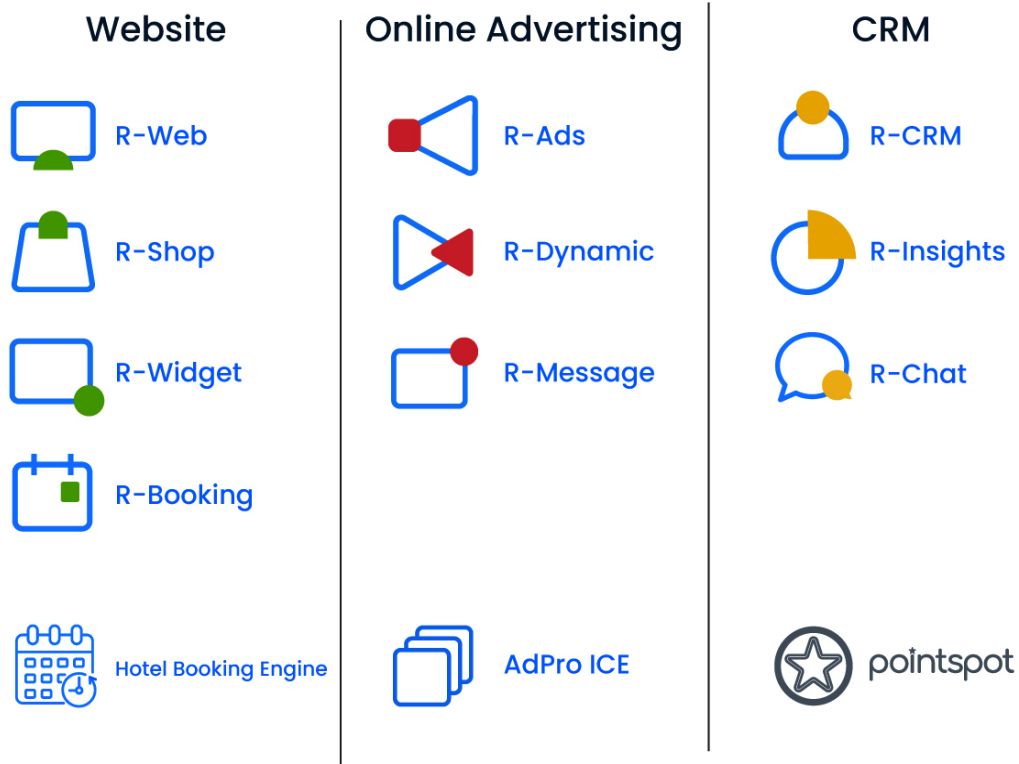 Website
R-Web
R-Shop
R-Widget
R-Booking
Hotel Booking Engine
Online Advertising
R-Ads
R-Dynamic
R-Message
AdPro ICE
CRM
R-CRM
R-Insights
R-Chat
pointspot